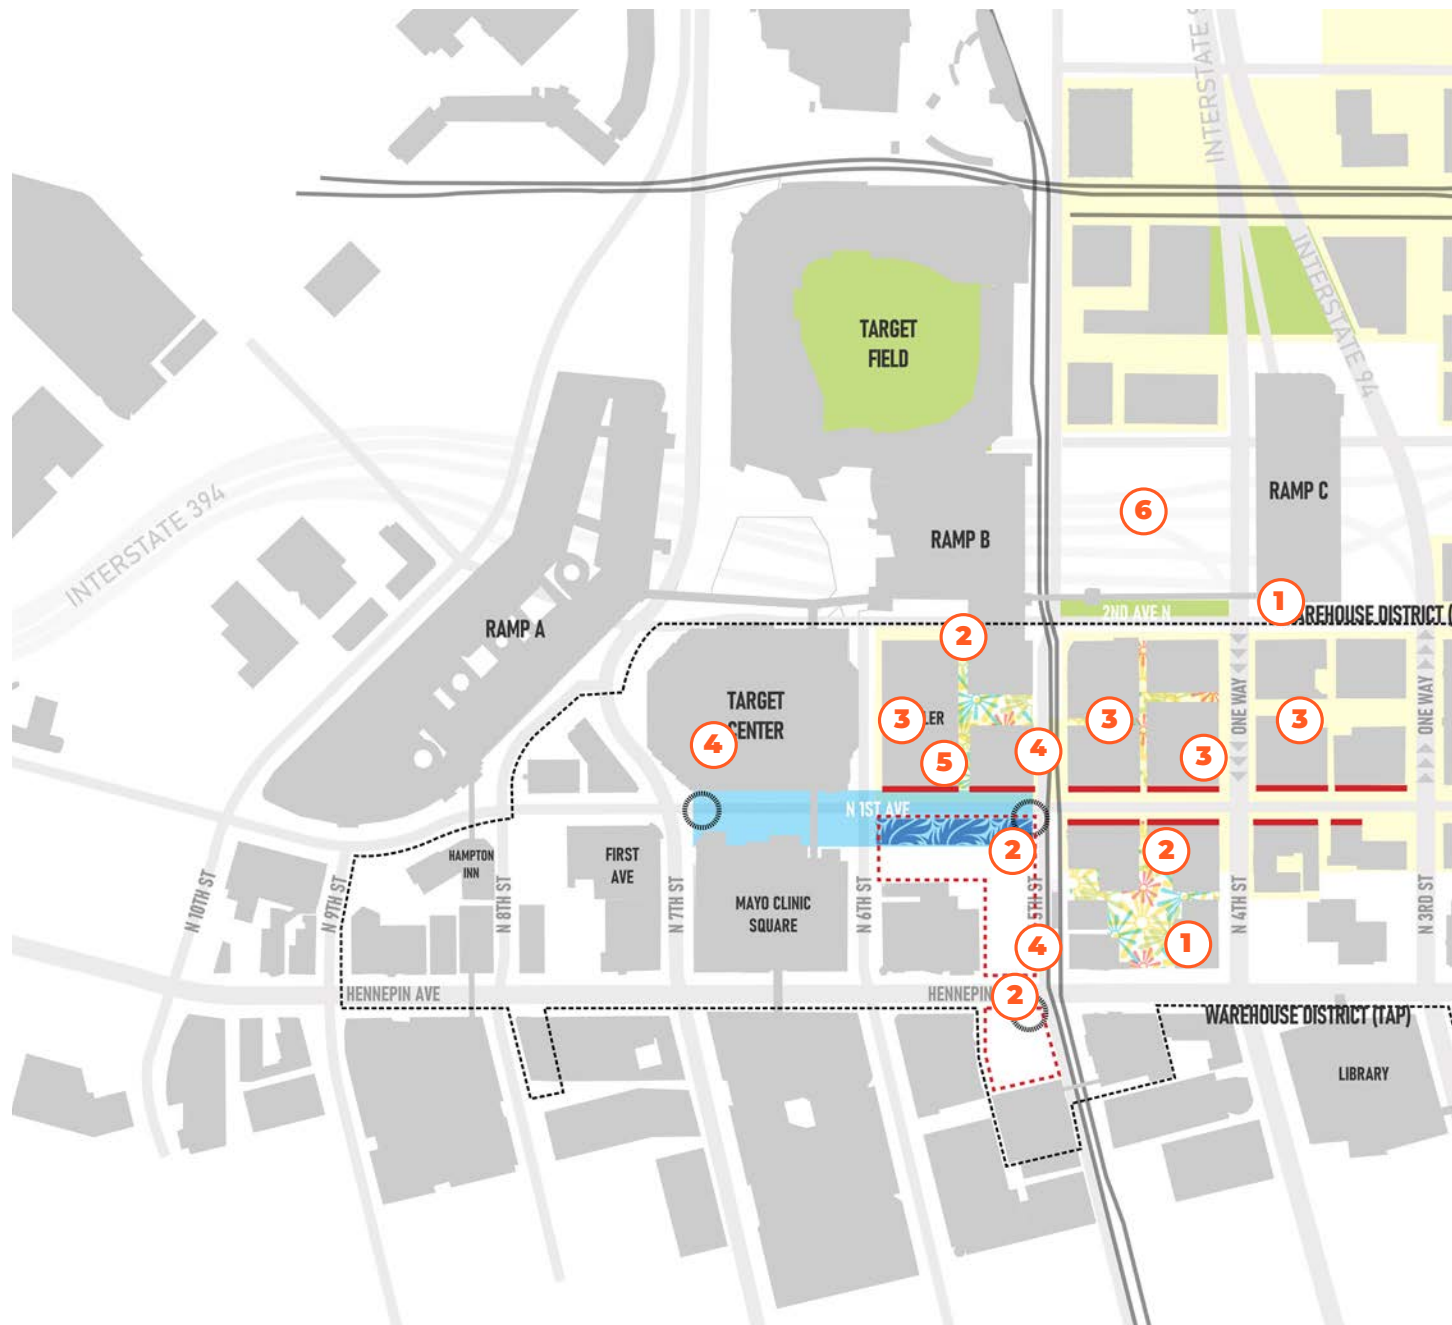 INTERSTATE 9
INTERSTATE 94
TARGET
FIELD
INTERSTATE 394
RAMP C
6
RAMP B
1
2ND AVE N
AREHOUSE DISTRICT (
RAMP A
2
TARGET
CENTER
3
LER
3
3
4
4
5
3
ONE WAY
ONE WAY
N 1ST AVE
2
2
HAMPTON
INN
FIRST
AVE
MAYO CLINIC
SQUARE
N 10TH ST
N 9TH ST
N 8TH ST
N 7TH ST
N 6TH ST
5TH ST
N 4TH ST
N 3RD ST
4
1
HENNEPIN AVE
HENNEPIN
2
WAREHOUSE DISTRICT (TAP)
LIBRARY